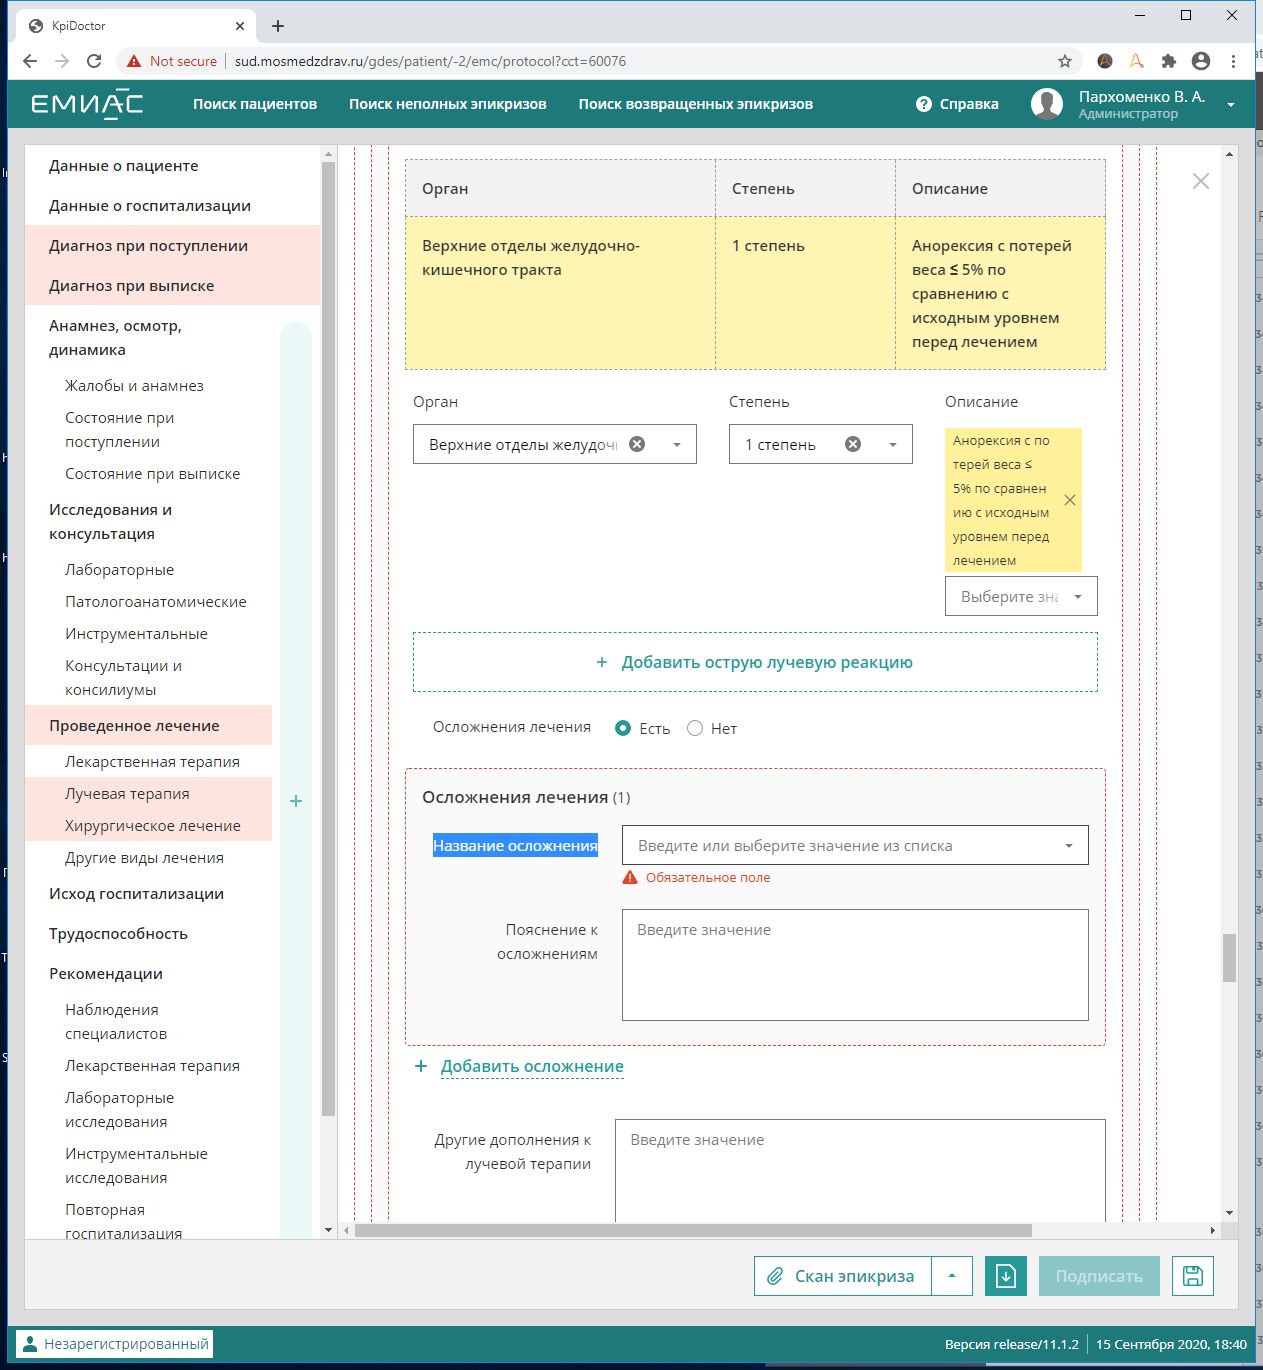 KpiDoctor
Not secure
sud.mosmedzdrav.ru/gdes/patient/-2/emc/protocol?cct=60076
ЕМИАС
Поиск пациентов
Поиск неполных эпикризов
Поиск возвращенных эпикризов
Справка
Пархоменко В. А.
Администратор
Данные о пациенте
Данные о госпитализации
Диагноз при поступлении
Диагноз при выписке
Анамнез, осмотр,
динамика
Жалобы и анамнез
Состояние при
поступлении
Состояние при выписке
Исследования и
консультация
Лабораторные
Патологоанатомические
Инструментальные
Консультации и
консилиумы
Проведенное лечение
Лекарственная терапия
Лучевая терапия
Хирургическое лечение
Другие виды лечения
Исход госпитализации
Трудоспособность
Рекомендации
Наблюдения
специалистов
Лекарственная терапия
Лабораторные
исследования
Инструментальные
исследования
Повторная
госпитализация
Орган
Степень
Описание
Верхние отделы желудочно-
кишечного тракта
1 степень
Анорексия с потерей
веса ≤ 5% по
сравнению с
исходным уровнем
перед лечением
Орган
Степень
Описание
Верхние отделы желудоч
1 степень
Анорексия с по
терей веса ≤
5% по сравнен
ию с исходным
уровнем перед
лечением
Выберите зна
+ Добавить острую лучевую реакцию
Осложнения лечения
Есть
Нет
Осложнения лечения (1)
Название осложнения
Введите или выберите значение из списка
Обязательное поле
Пояснение к
осложнениям
Введите значение
+ Добавить осложнение
Другие дополнения к
лучевой терапии
Введите значение
Скан эпикриза
Подписать
Незарегистрированный
Версия release/11.1.2
15 Сентября 2020, 18:40